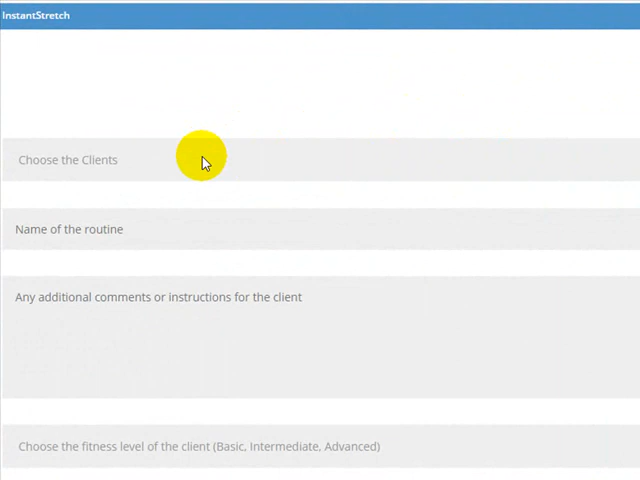 InstantStretch
Choose the Clients
Name of the routine
Any additional comments or instructions for the client
Choose the fitness level of the client (Basic, Intermediate, Advanced)